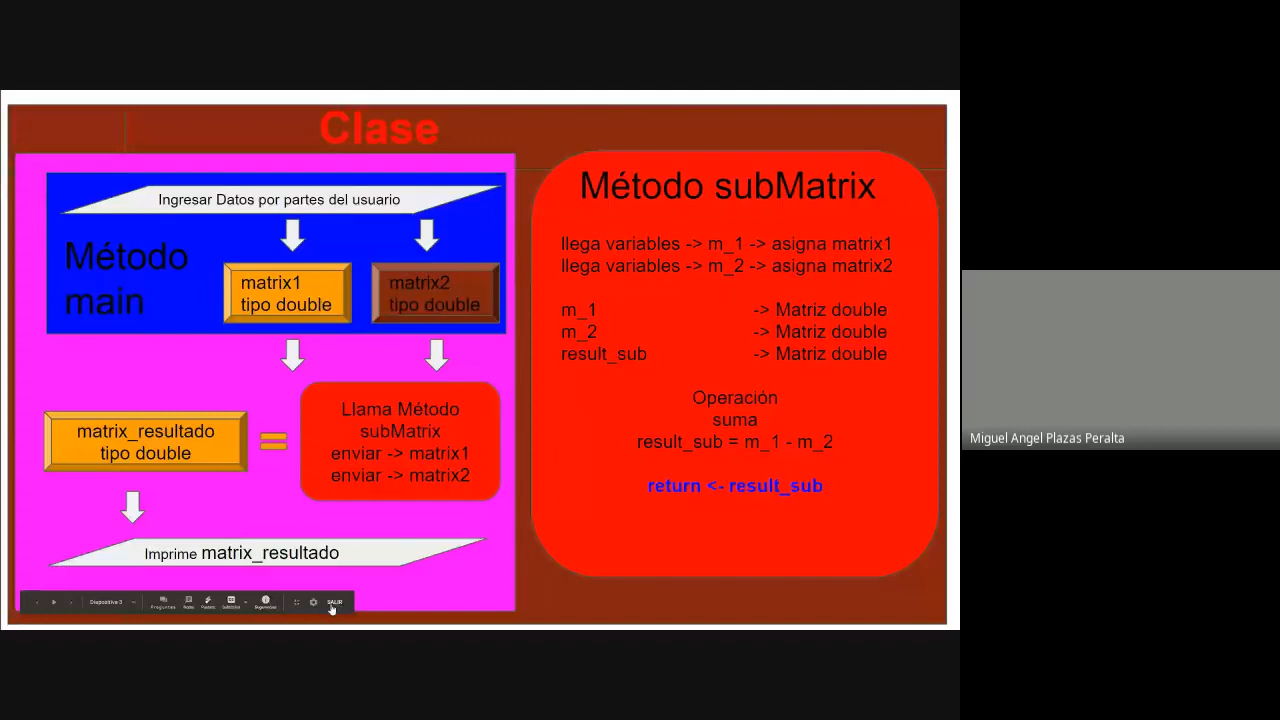 Clase
Ingresar Datos por partes del usuario
Método
main
matrix1
tipo double
matrix2
tipo double
matrix_resultado
tipo double
=
Llama Método
subMatrix
enviar -> matrix1
enviar -> matrix2
Imprime matrix_resultado
Método subMatrix
llega variables -> m_1 -> asigna matrix1
llega variables -> m_2 -> asigna matrix2
m_1 -> Matriz double
m_2 -> Matriz double
result_sub -> Matriz double
Operación
suma
result_sub = m_1 - m_2
return <- result_sub
Diapositiva 3
Preguntas
Notas
Puntero
Subtítulos
Sugerencias
SALIR
Miguel Angel Plazas Peralta